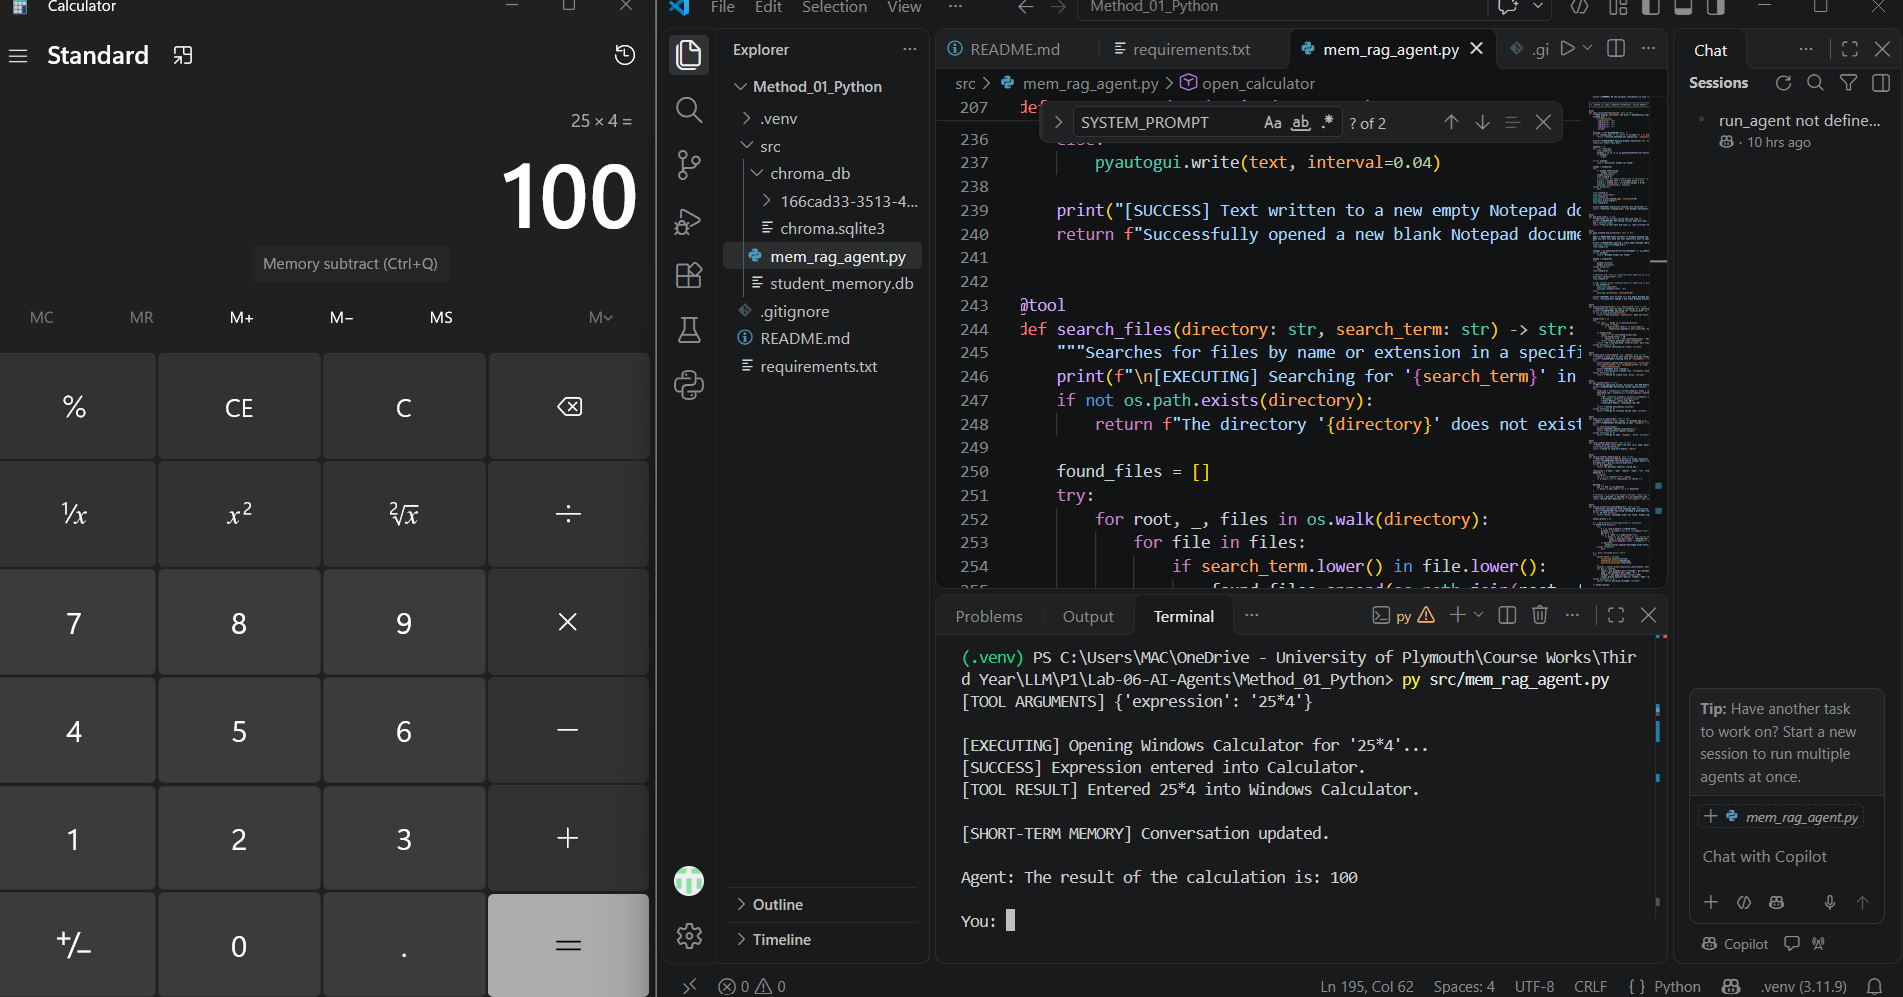 Calculator
Standard
25 × 4 =
100
Memory subtract (Ctrl+Q)
MC MR M+ M− MS M
% CE C
¹/x x² ²√x ÷
7 8 9 ×
4 5 6 −
1 2 3 +
+/− 0 . =
File Edit Selection View ···
Method_01_Python
Explorer ···
Method_01_Python
.venv
src
chroma_db
166cad33-3513-4...
chroma.sqlite3
mem_rag_agent.py
student_memory.db
.gitignore
README.md
requirements.txt
Outline
Timeline
README.md requirements.txt mem_rag_agent.py .gi ···
src > mem_rag_agent.py > open_calculator
207 def
SYSTEM_PROMPT Aa ab .* ? of 2
236
237 pyautogui.write(text, interval=0.04)
238
239 print("[SUCCESS] Text written to a new empty Notepad do
240 return f"Successfully opened a new blank Notepad docume
241
242
243 @tool
244 def search_files(directory: str, search_term: str) -> str:
245 """Searches for files by name or extension in a specifi
246 print(f"\n[EXECUTING] Searching for '{search_term}' in
247 if not os.path.exists(directory):
248 return f"The directory '{directory}' does not exist
249
250 found_files = []
251 try:
252 for root, _, files in os.walk(directory):
253 for file in files:
254 if search_term.lower() in file.lower():
Problems Output Terminal ··· py ···
(.venv) PS C:\Users\MAC\OneDrive - University of Plymouth\Course Works\Thir
d Year\LLM\P1\Lab-06-AI-Agents\Method_01_Python> py src/mem_rag_agent.py
[TOOL ARGUMENTS] {'expression': '25*4'}
[EXECUTING] Opening Windows Calculator for '25*4'...
[SUCCESS] Expression entered into Calculator.
[TOOL RESULT] Entered 25*4 into Windows Calculator.
[SHORT-TERM MEMORY] Conversation updated.
Agent: The result of the calculation is: 100
You:
Chat ···
Sessions
run_agent not define...
· 10 hrs ago
Tip: Have another task
to work on? Start a new
session to run multiple
agents at once.
mem_rag_agent.py
Chat with Copilot
Copilot
0 0 Ln 195, Col 62 Spaces: 4 UTF-8 CRLF { } Python .venv (3.11.9)